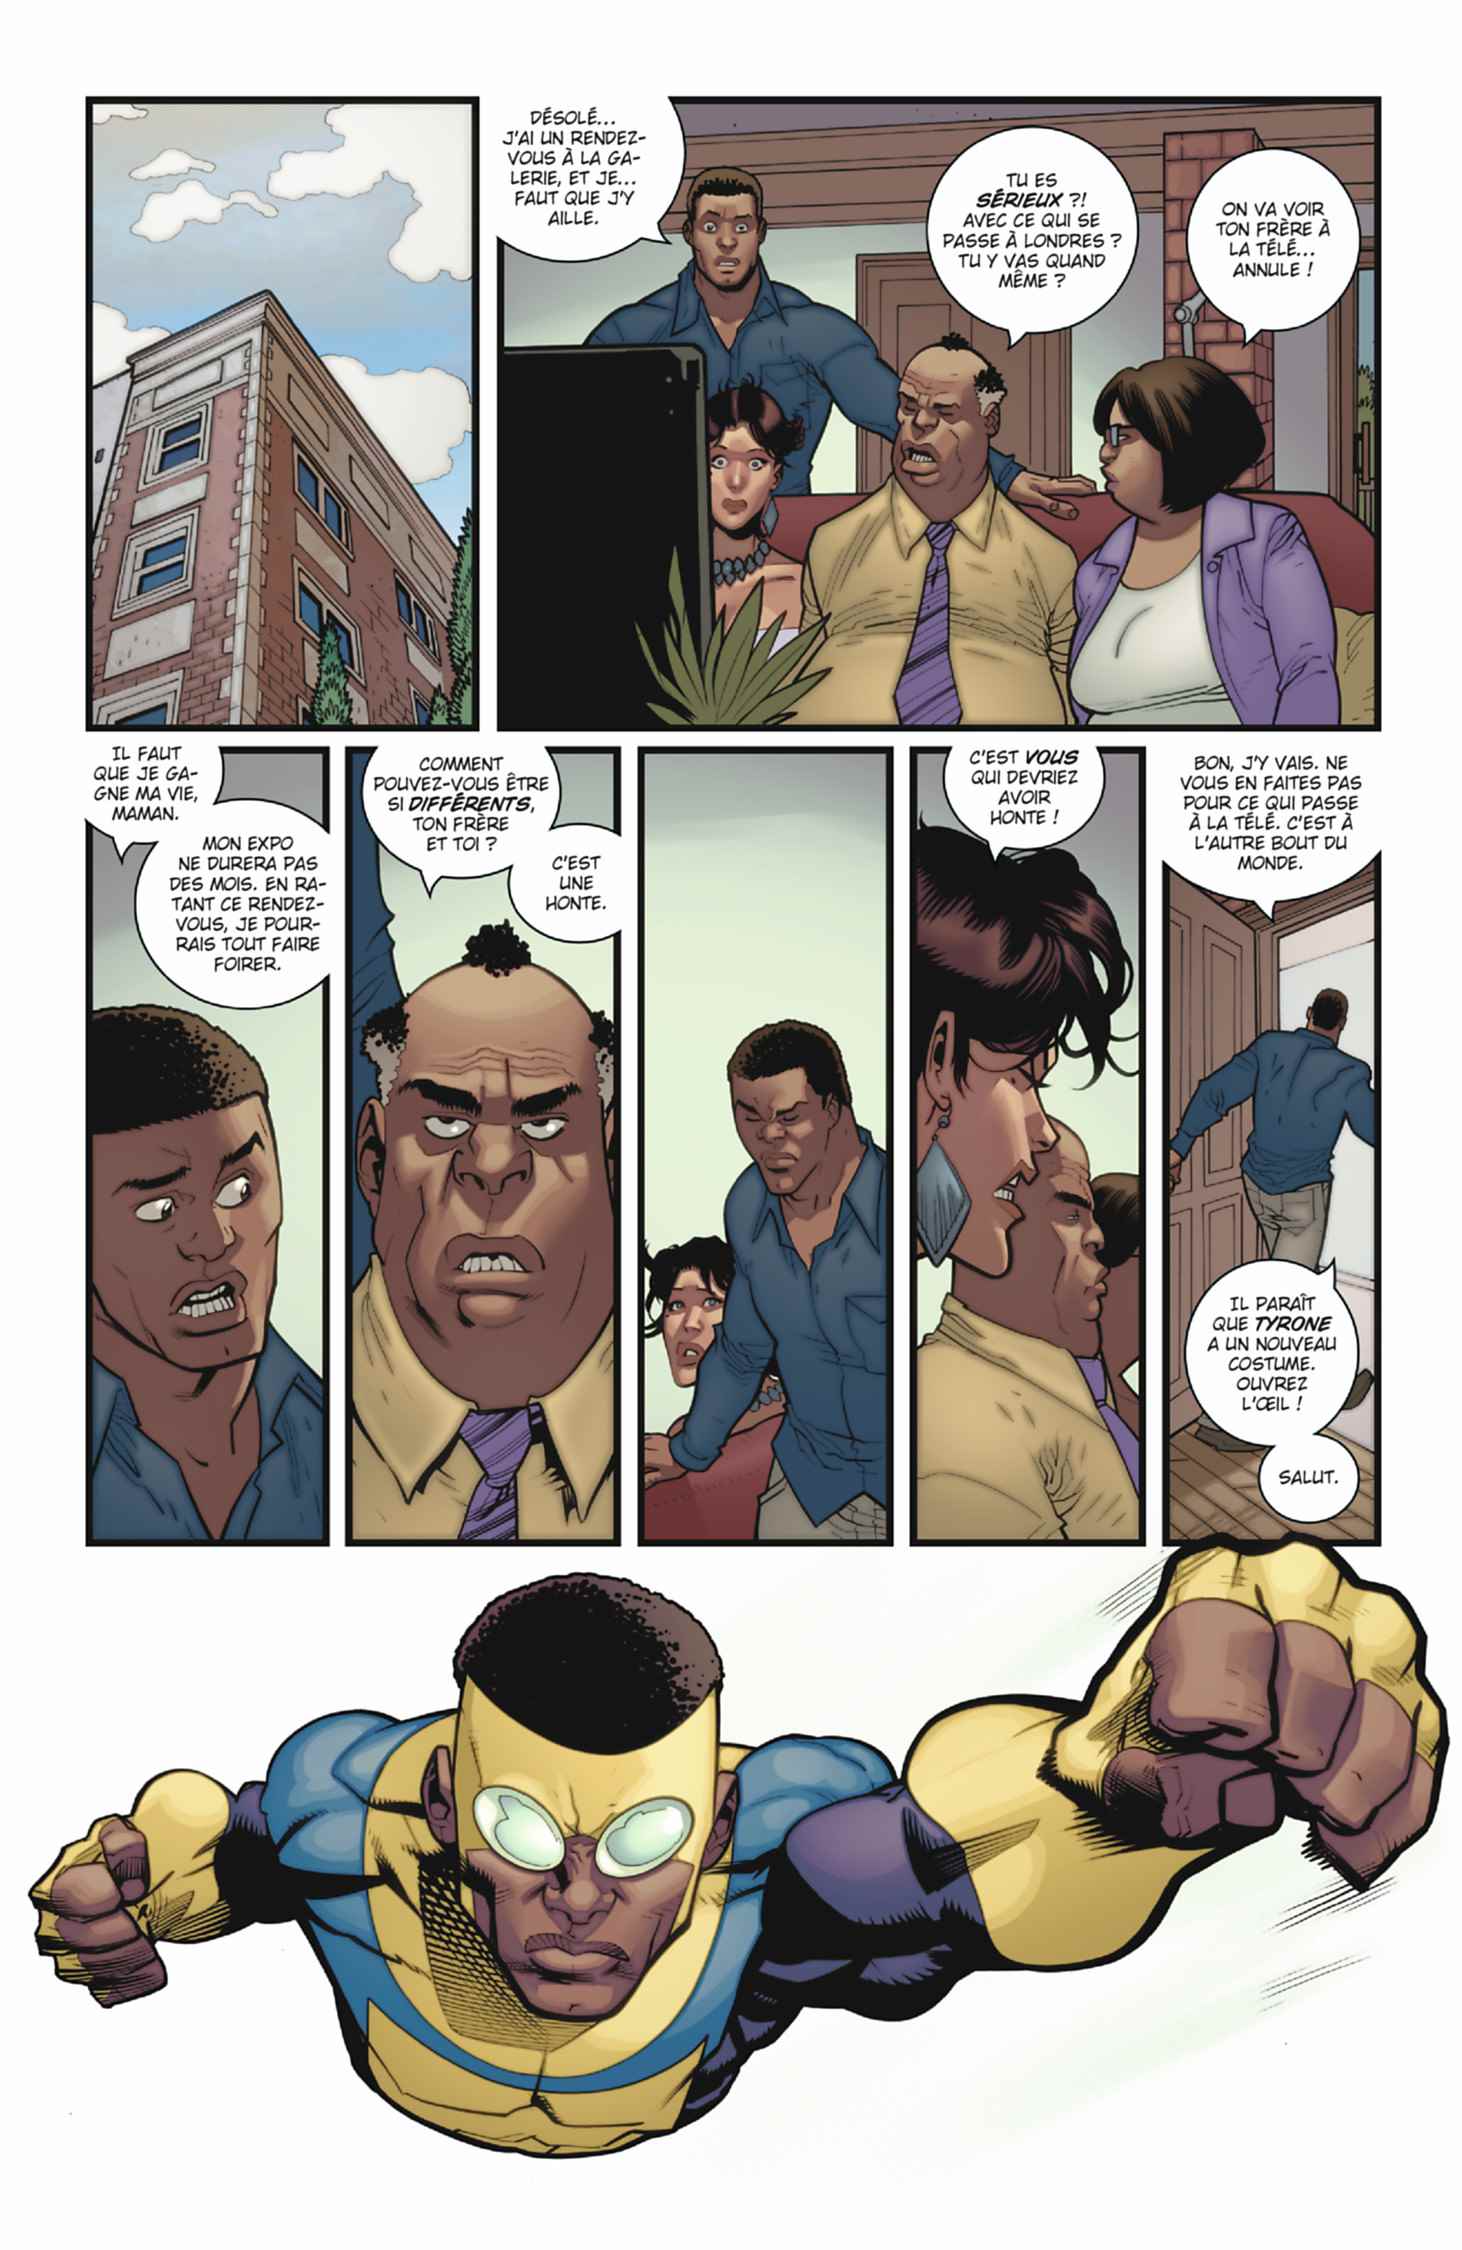 DÉSOLÉ...
J'AI UN RENDEZ-
VOUS À LA GA-
LERIE, ET JE...
FAUT QUE J'Y
AILLE.
TU ES
SÉRIEUX ?!
AVEC CE QUI SE
PASSE À LONDRES ?
TU Y VAS QUAND
MÊME ?
ON VA VOIR
TON FRÈRE À
LA TÉLÉ...
ANNULE !
IL FAUT
QUE JE GA-
GNE MA VIE,
MAMAN.
MON EXPO
NE DURERA PAS
DES MOIS. EN RA-
TANT CE RENDEZ-
VOUS, JE POUR-
RAIS TOUT FAIRE
FOIRER.
COMMENT
POUVEZ-VOUS ÊTRE
SI DIFFÉRENTS,
TON FRÈRE
ET TOI ?
C'EST
UNE
HONTE.
C'EST VOUS
QUI DEVRIEZ
AVOIR
HONTE !
BON, J'Y VAIS. NE
VOUS EN FAITES PAS
POUR CE QUI PASSE
À LA TÉLÉ. C'EST À
L'AUTRE BOUT DU
MONDE.
IL PARAÎT
QUE TYRONE
A UN NOUVEAU
COSTUME.
OUVREZ
L'ŒIL !
SALUT.